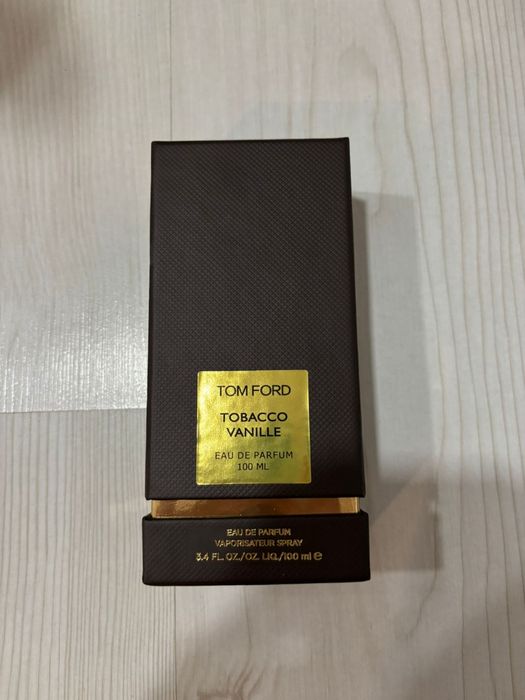 TOM FORD
TOBACCO
VANILLE
EAU DE PARFUM
100 ML
EAU DE PARFUM
VAPORISATEUR SPRAY
3.4 FL. OZ./OZ. LIQ./100 ml ℮